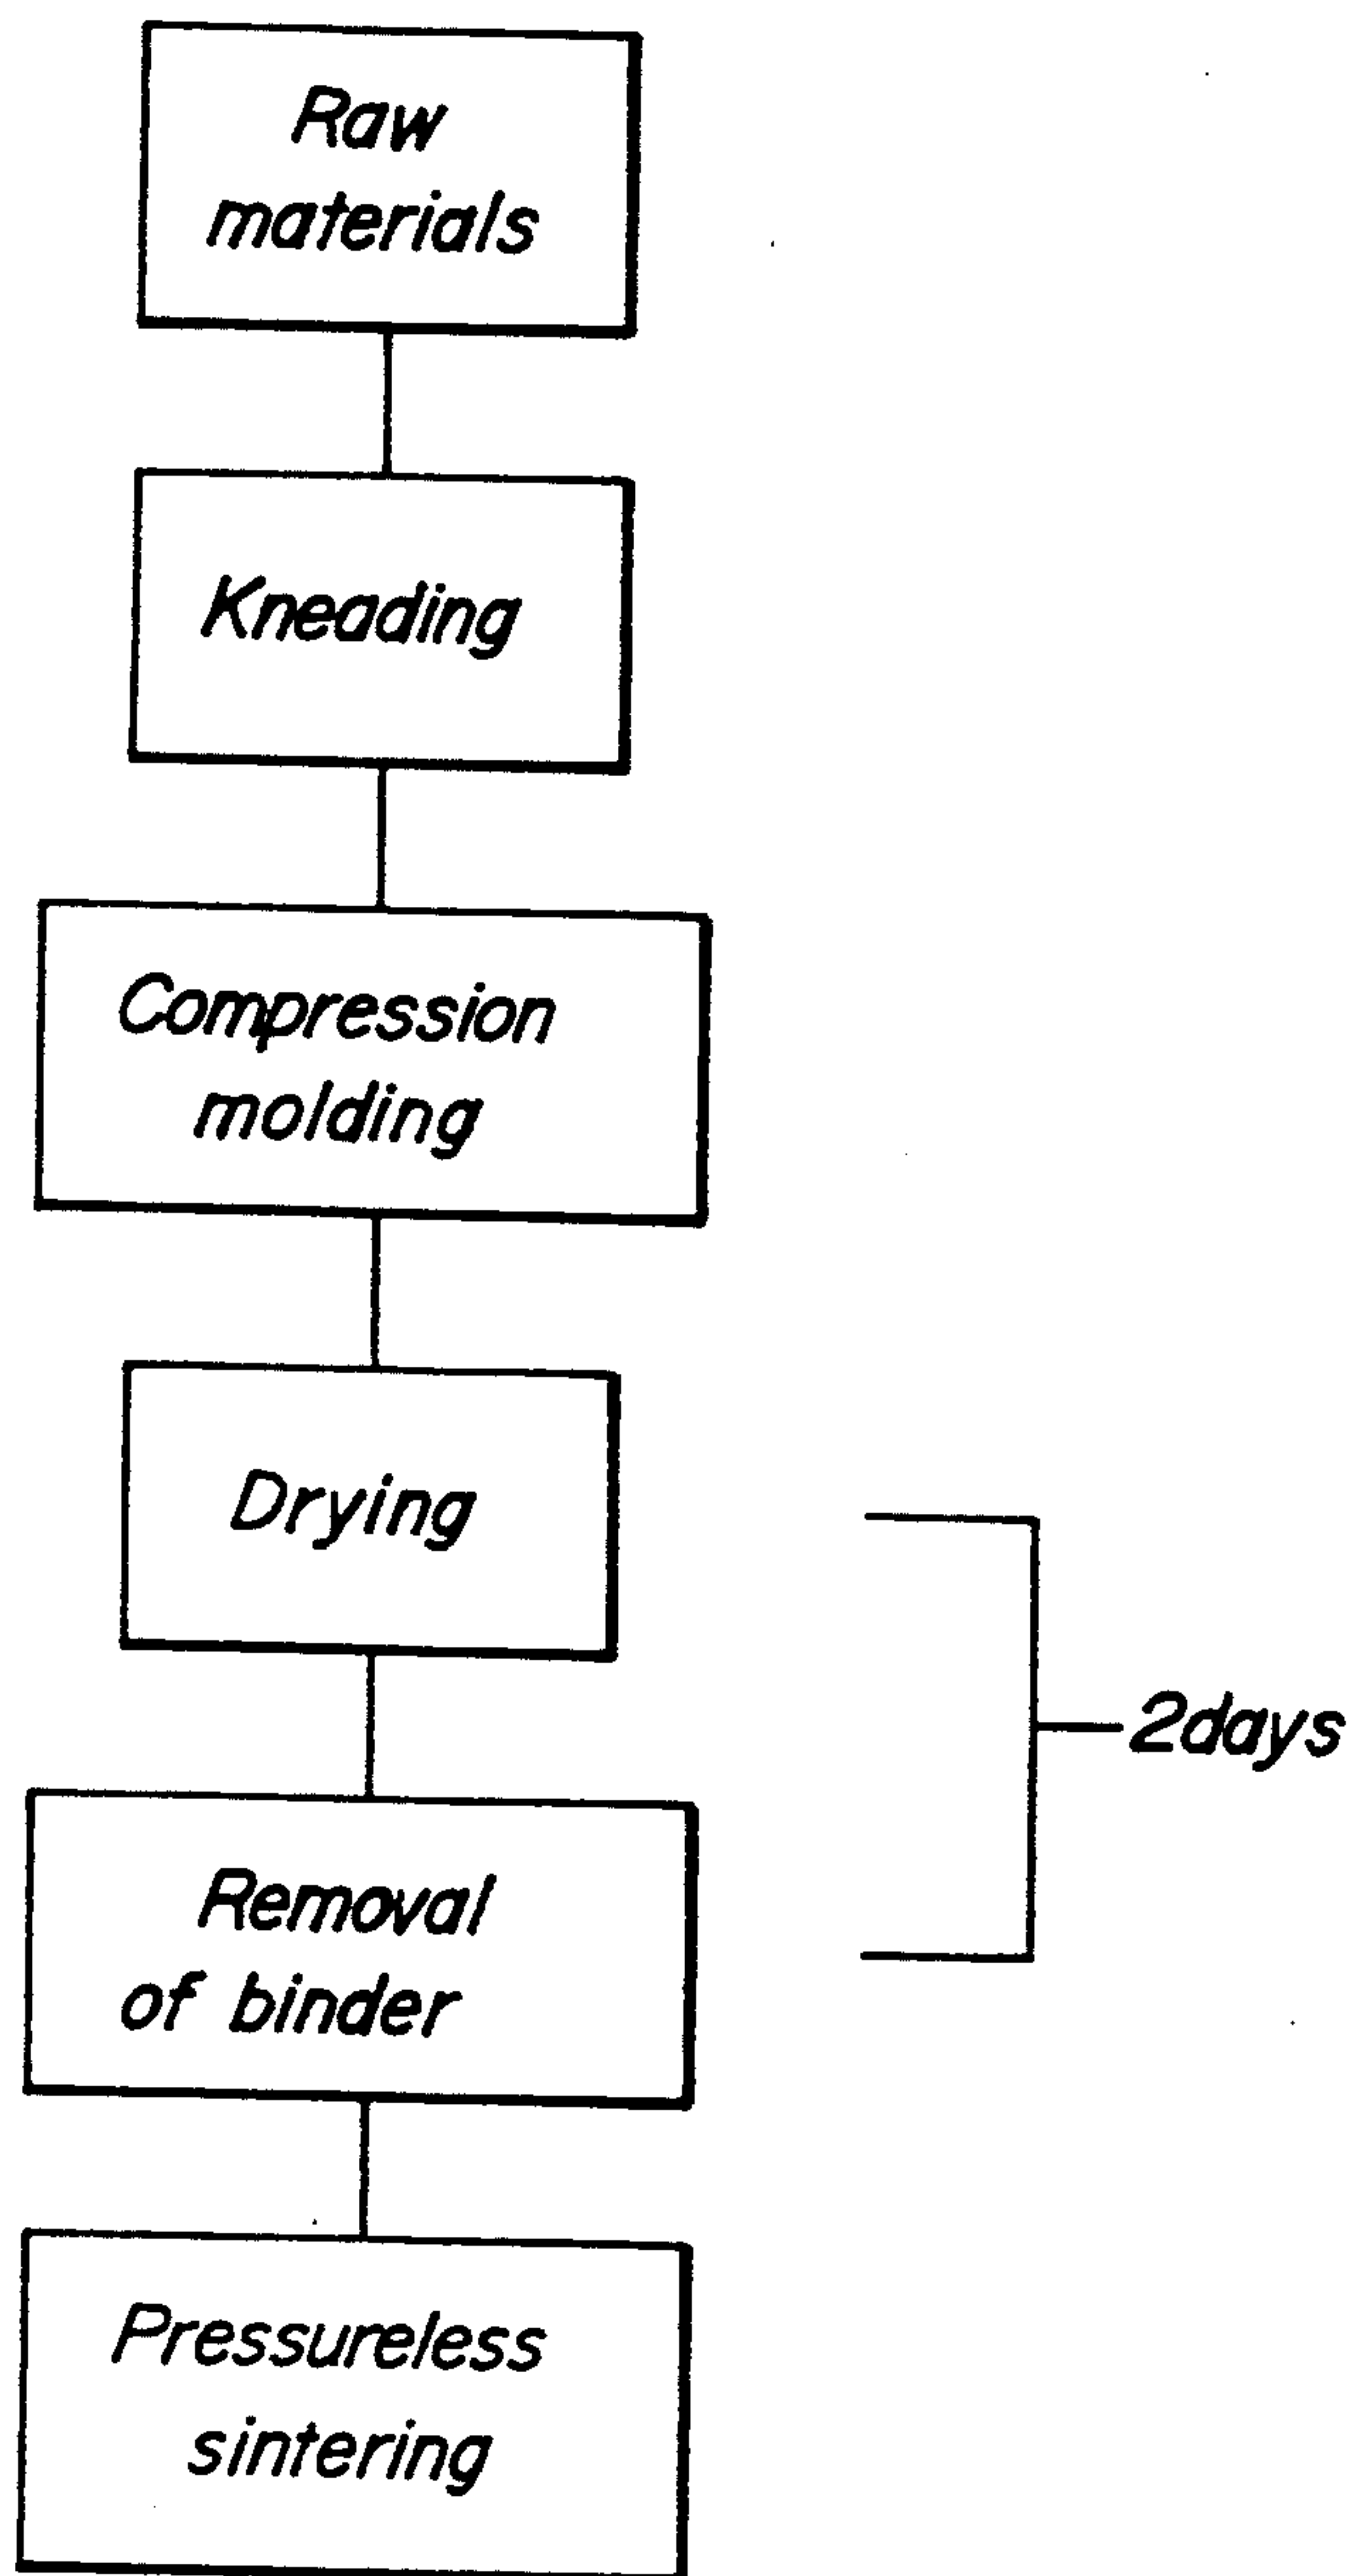 Raw
materials
Kneading
Compression
molding
Drying
2days
Removal
of binder
Pressureless
sintering